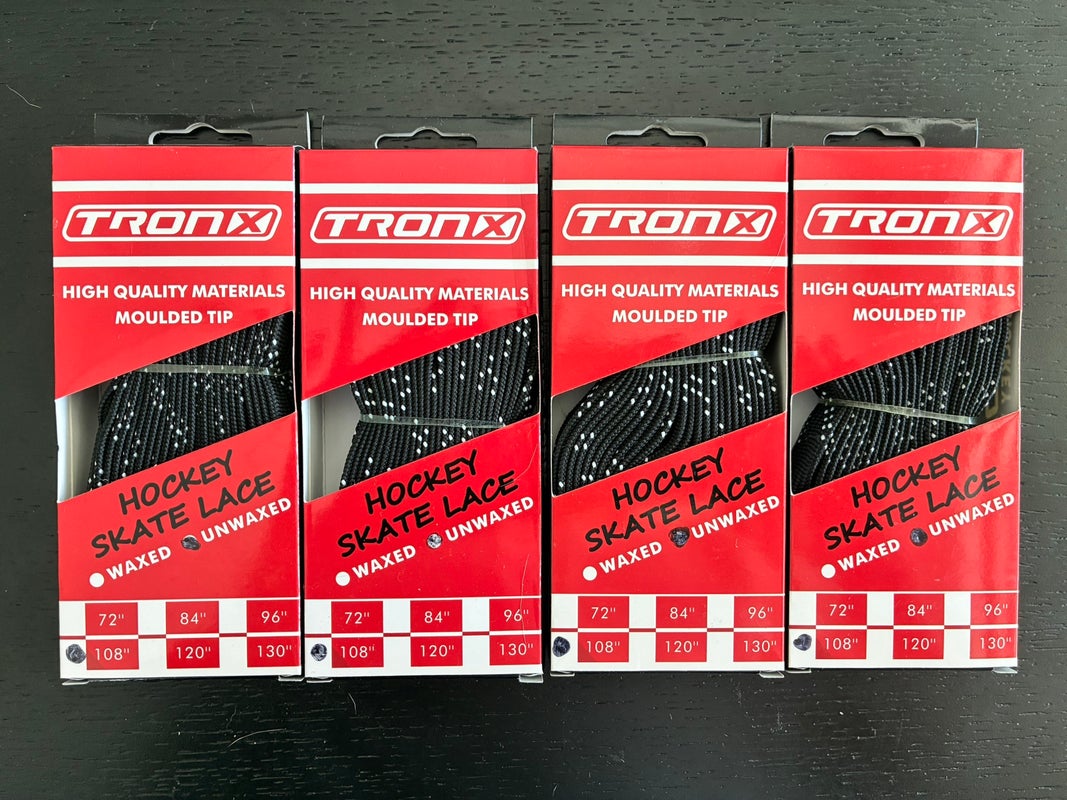 TRONX
HIGH QUALITY MATERIALS
MOULDED TIP
HOCKEY
SKATE LACE
WAXED UNWAXED
72" 84" 96"
108" 120" 130"
TRONX
HIGH QUALITY MATERIALS
MOULDED TIP
HOCKEY
SKATE LACE
WAXED UNWAXED
72" 84" 96"
108" 120" 130"
TRONX
HIGH QUALITY MATERIALS
MOULDED TIP
HOCKEY
SKATE LACE
WAXED UNWAXED
72" 84" 96"
108" 120" 130"
TRONX
HIGH QUALITY MATERIALS
MOULDED TIP
HOCKEY
SKATE LACE
WAXED UNWAXED
72" 84" 96"
108" 120" 130"